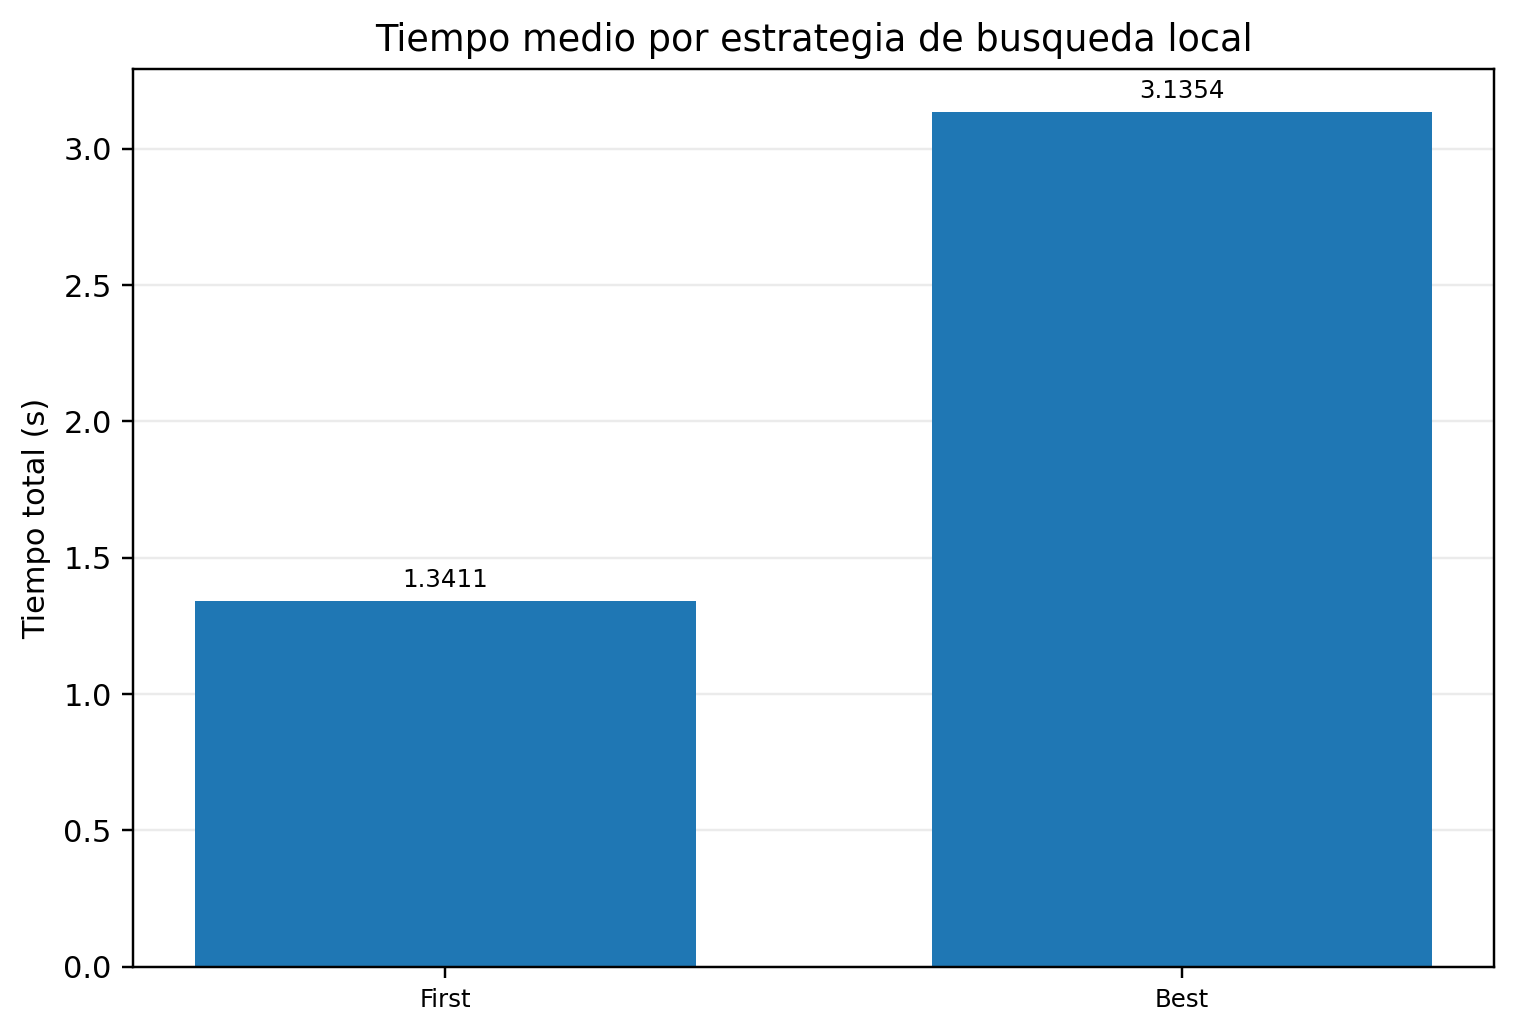 Tiempo medio por estrategia de busqueda local
3.1354
3.0
2.5
2.0
1.5
1.3411
1.0
0.5
0.0
Tiempo total (s)
First
Best